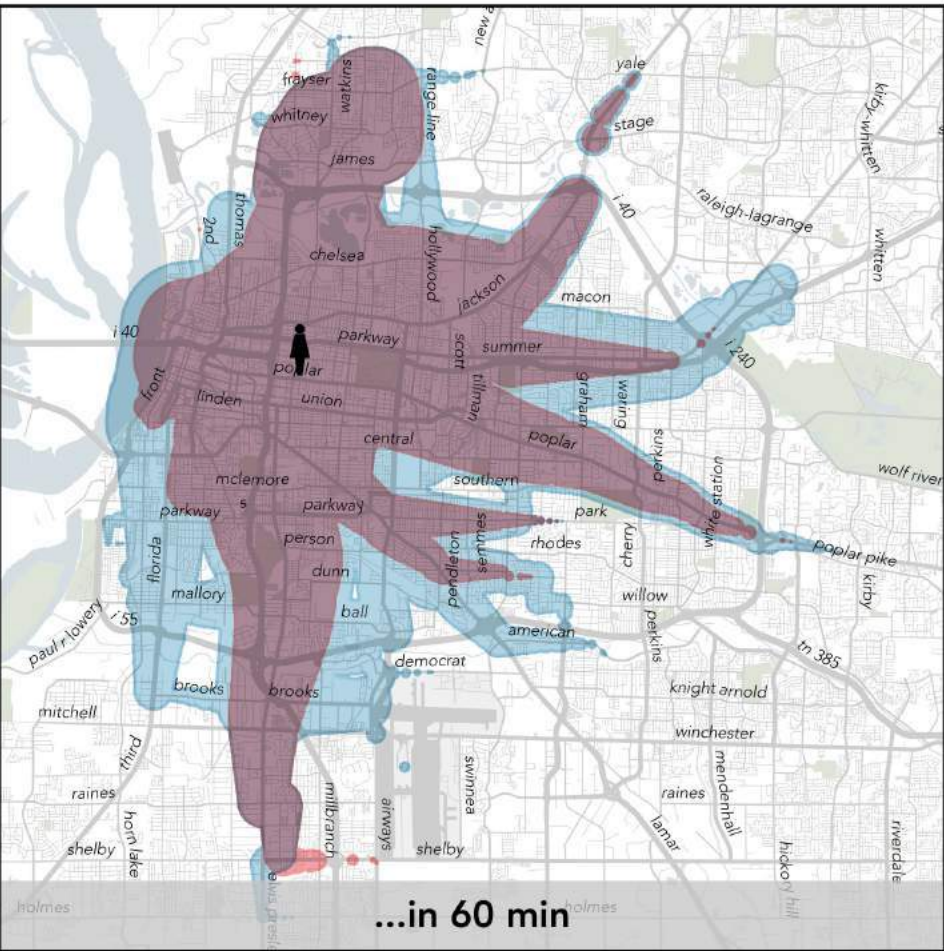 new a
yale
frayser
watkins
range line
kirby-whitten
whitney
stage
james
i 40
raleigh-lagrange
thomas
2nd
whitten
chelsea
hollywood
jackson
macon
i 40
parkway
scott
summer
i 240
poplar
front
linden
union
tillman
graham
waring
central
poplar
perkins
mclemore
southern
white station
wolf river
s
parkway
parkway
park
person
semmes
rhodes
cherry
poplar pike
florida
dunn
pendleton
mallory
willow
kirby
ball
i 55
paul r lowery
american
perkins
tn 385
democrat
brooks
brooks
knight arnold
mitchell
winchester
third
swinnea
mendenhall
raines
millbranch
airways
raines
horn lake
lamar
riverdale
shelby
shelby
hickory hill
elvis presle
holmes
holmes
...in 60 min